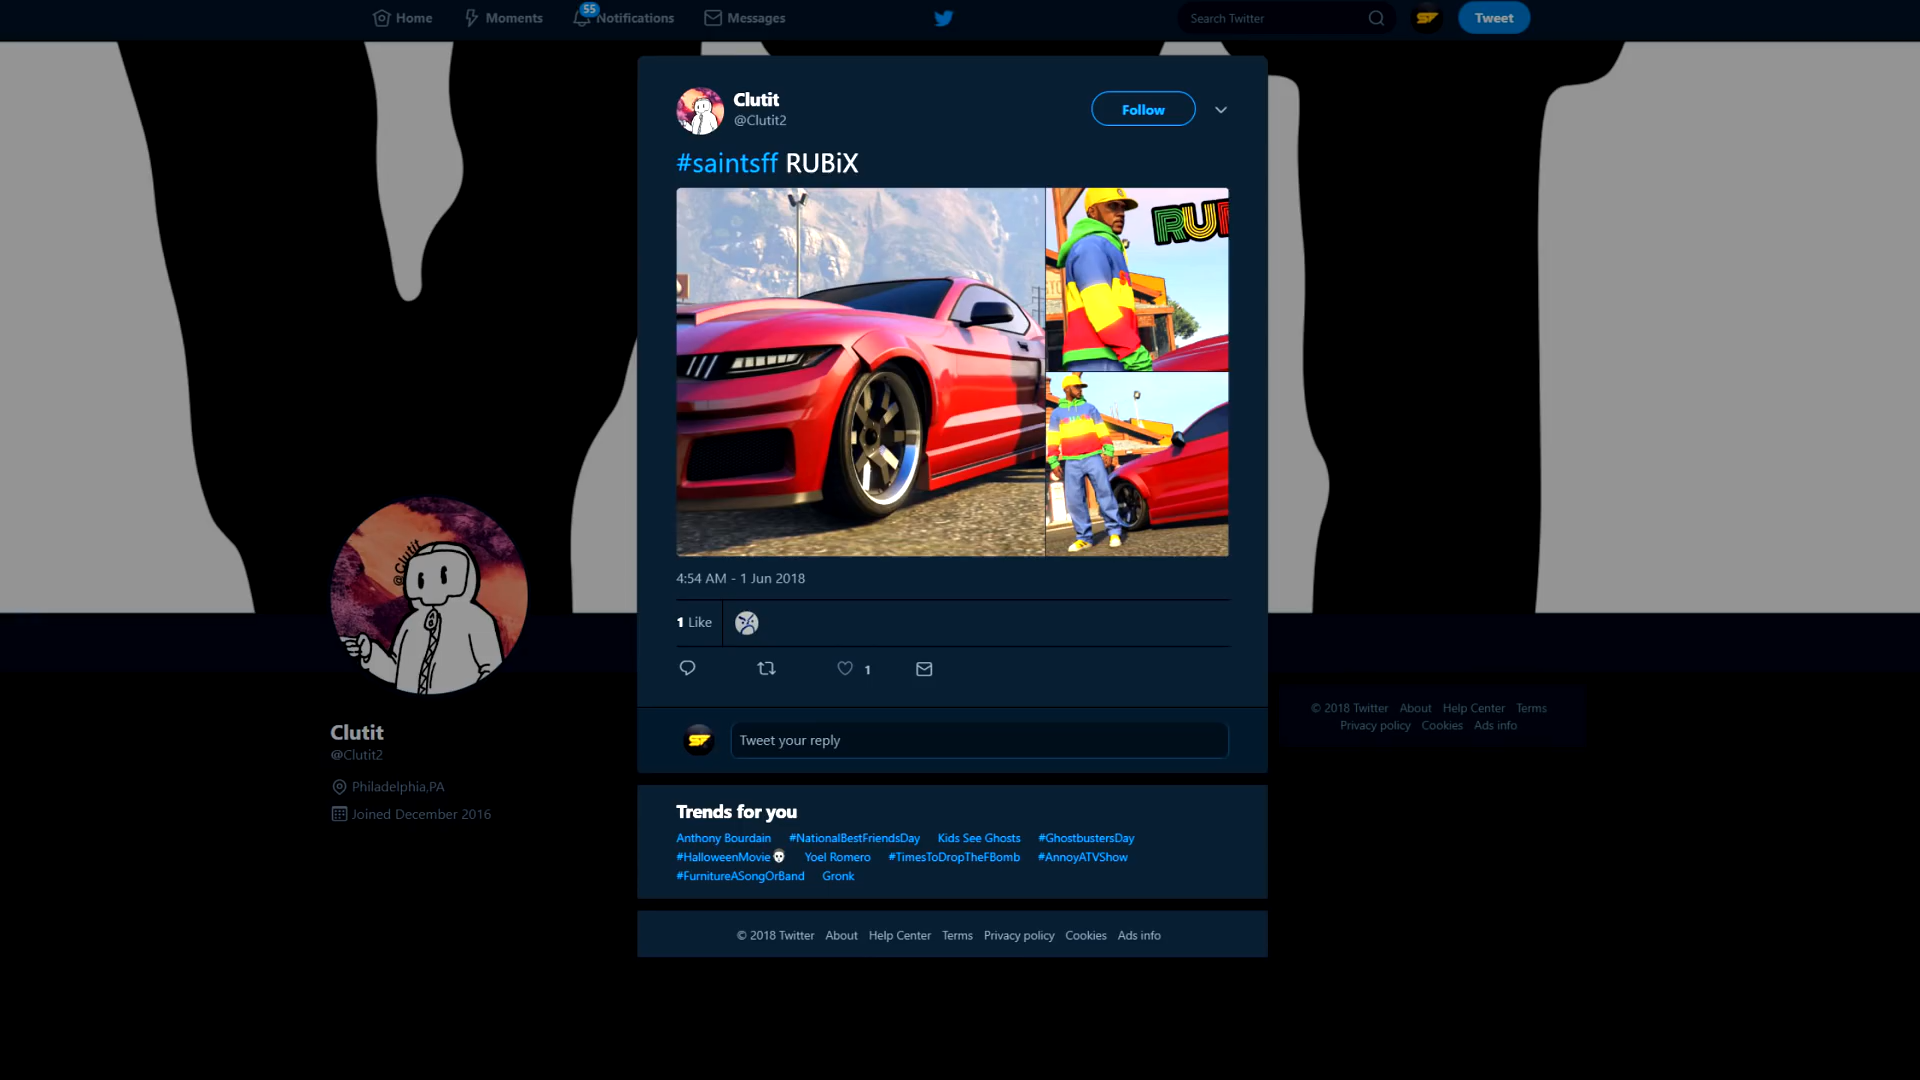 Home
Moments
55
Notifications
Messages
Search Twitter
Tweet
Clutit
@Clutit2
Follow
#saintsff RUBiX
RU
4:54 AM - 1 Jun 2018
1 Like
1
Tweet your reply
@Clutit
Clutit
@Clutit2
Philadelphia,PA
Joined December 2016
© 2018 Twitter About Help Center Terms
Privacy policy Cookies Ads info
Trends for you
Anthony Bourdain #NationalBestFriendsDay Kids See Ghosts #GhostbustersDay
#HalloweenMovie Yoel Romero #TimesToDropTheFBomb #AnnoyATVShow
#FurnitureASongOrBand Gronk
© 2018 Twitter About Help Center Terms Privacy policy Cookies Ads info